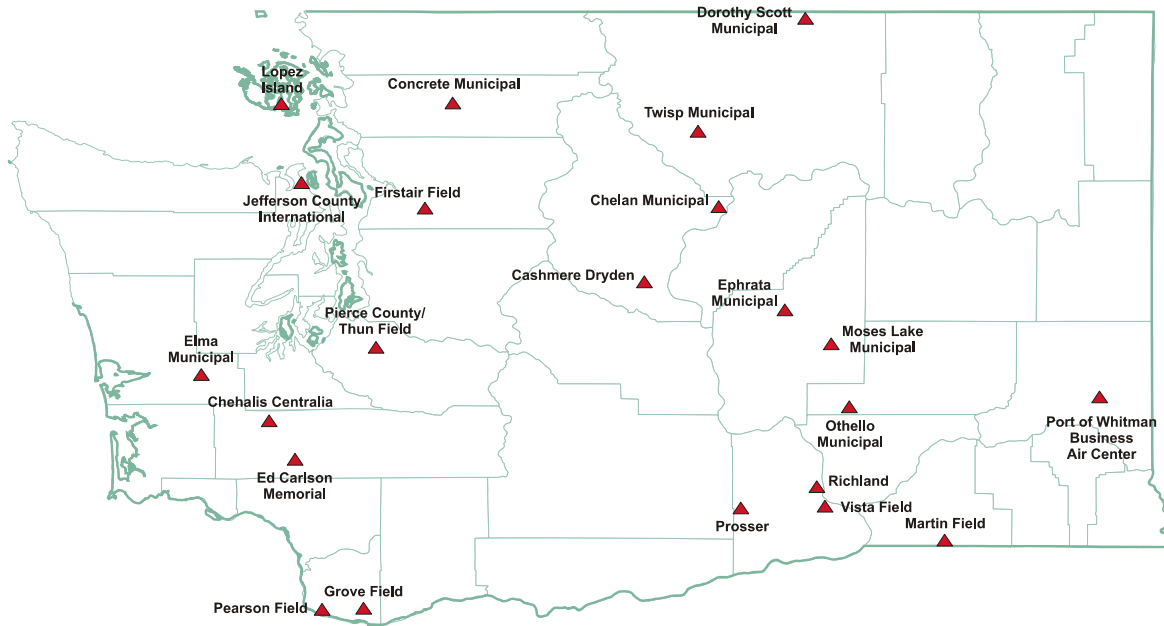 Dorothy Scott
Municipal
Lopez
Island
Concrete Municipal
Twisp Municipal
Jefferson County
International
Firstair Field
Chelan Municipal
Cashmere Dryden
Ephrata
Municipal
Pierce County/
Thun Field
Moses Lake
Municipal
Elma
Municipal
Chehalis Centralia
Othello
Municipal
Port of Whitman
Business
Air Center
Ed Carlson
Memorial
Richland
Vista Field
Prosser
Martin Field
Grove Field
Pearson Field